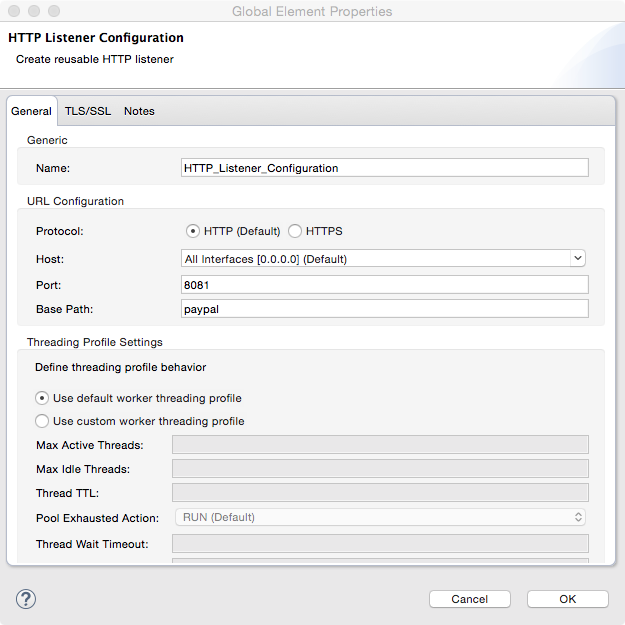 Global Element Properties
HTTP Listener Configuration
Create reusable HTTP listener
General TLS/SSL Notes
Generic
Name: HTTP_Listener_Configuration
URL Configuration
Protocol: HTTP (Default) HTTPS
Host: All Interfaces [0.0.0.0] (Default)
Port: 8081
Base Path: paypal
Threading Profile Settings
Define threading profile behavior
Use default worker threading profile
Use custom worker threading profile
Max Active Threads:
Max Idle Threads:
Thread TTL:
Pool Exhausted Action: RUN (Default)
Thread Wait Timeout:
? Cancel OK